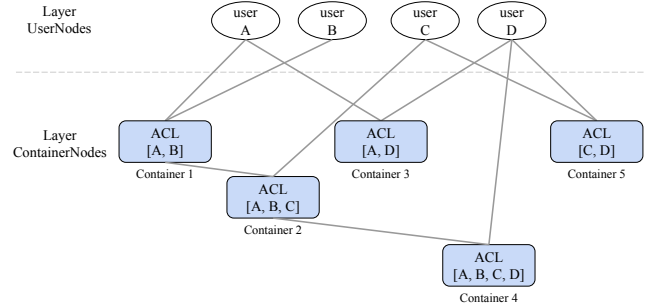 Layer
UserNodes
user
A
user
B
user
C
user
D
Layer
ContainerNodes
ACL
[A, B]
Container 1
ACL
[A, D]
Container 3
ACL
[C, D]
Container 5
ACL
[A, B, C]
Container 2
ACL
[A, B, C, D]
Container 4